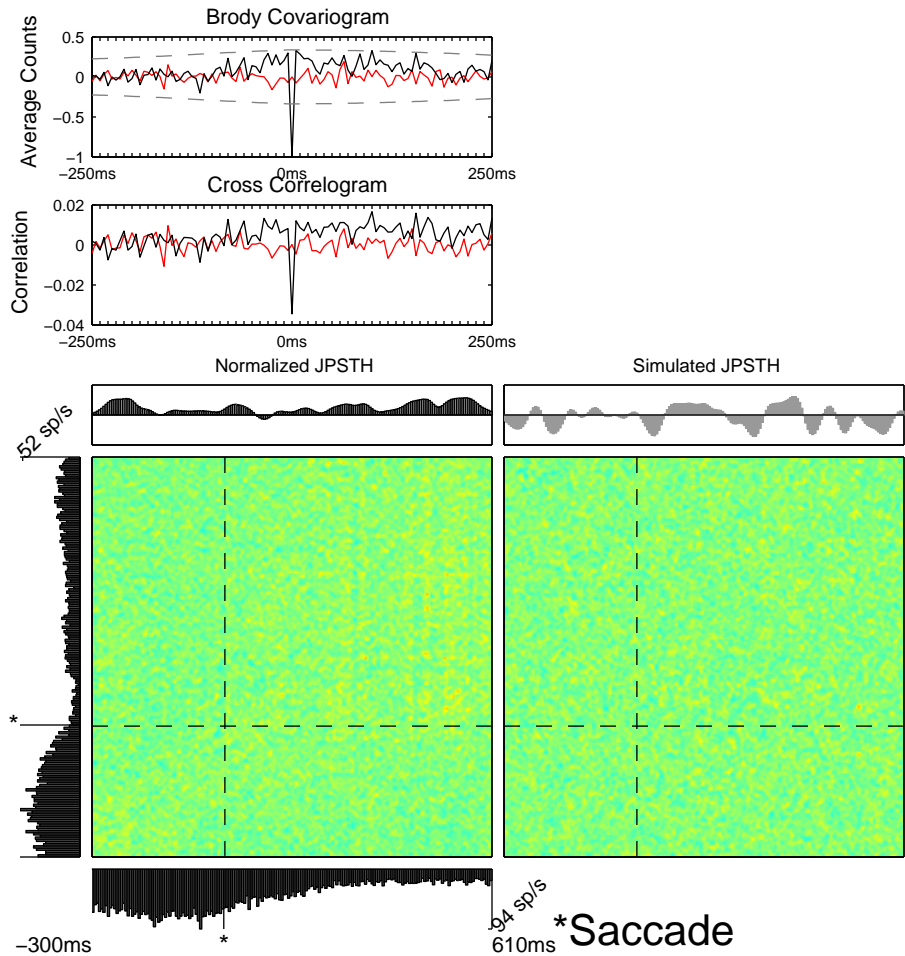 Brody Covariogram
Average Counts
0.5
0
−0.5
−1
−250ms
0ms
250ms
Cross Correlogram
Correlation
0.02
0
−0.02
−0.04
−250ms
0ms
250ms
Normalized JPSTH
Simulated JPSTH
52 sp/s
*
*
94 sp/s
−300ms
610ms
*Saccade